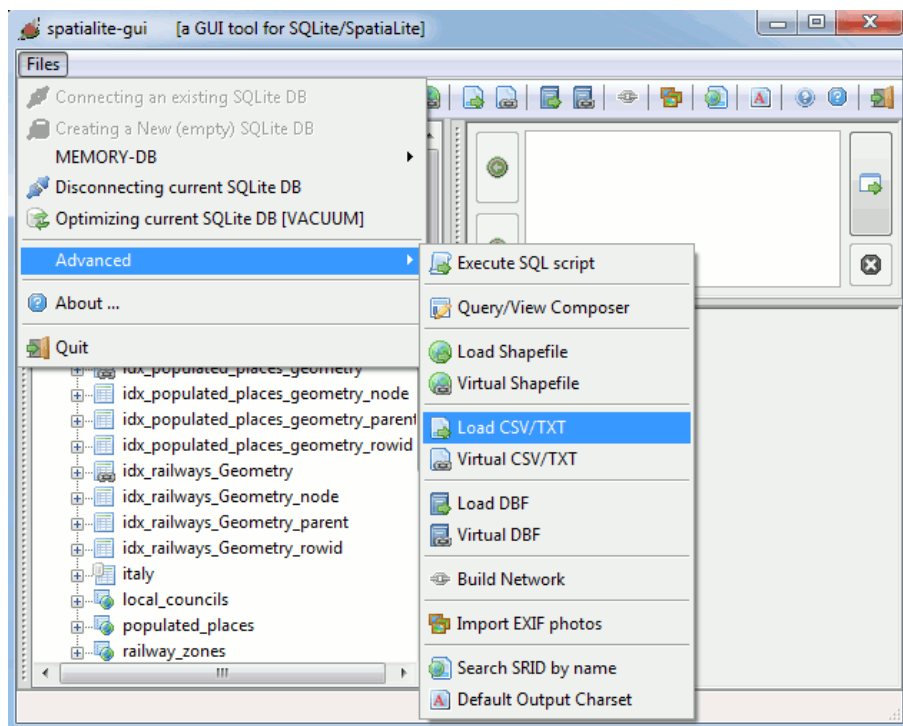 spatialite-gui [a GUI tool for SQLite/SpatiaLite]
Files
Connecting an existing SQLite DB
Creating a New (empty) SQLite DB
MEMORY-DB
Disconnecting current SQLite DB
Optimizing current SQLite DB [VACUUM]
Advanced
About ...
Quit
Execute SQL script
Query/View Composer
Load Shapefile
Virtual Shapefile
Load CSV/TXT
Virtual CSV/TXT
Load DBF
Virtual DBF
Build Network
Import EXIF photos
Search SRID by name
Default Output Charset
idx_populated_places_geometry
idx_populated_places_geometry_node
idx_populated_places_geometry_parent
idx_populated_places_geometry_rowid
idx_railways_Geometry
idx_railways_Geometry_node
idx_railways_Geometry_parent
idx_railways_Geometry_rowid
italy
local_councils
populated_places
railway_zones